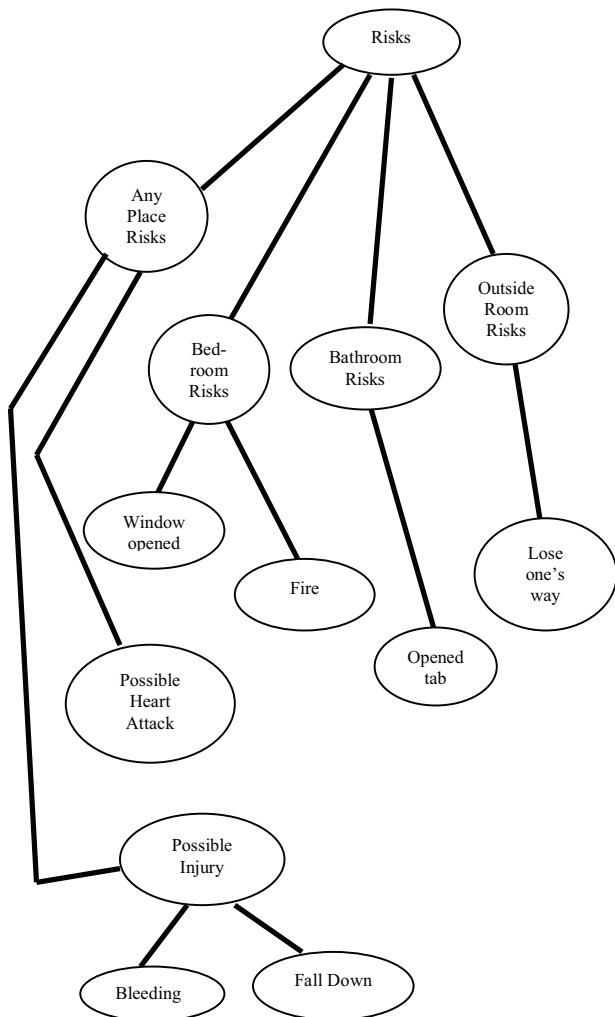 Risks
Any
Place
Risks
Outside
Room
Risks
Bed-
room
Risks
Bathroom
Risks
Window
opened
Fire
Lose
one's
way
Opened
tab
Possible
Heart
Attack
Possible
Injury
Bleeding
Fall Down